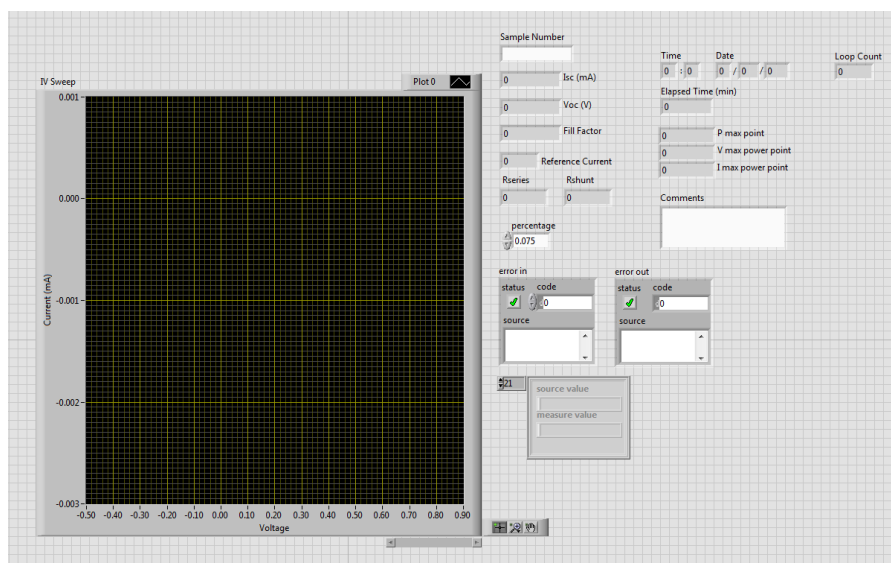 Sample Number
Time Date Loop Count
0 : 0 0 / 0 / 0 0
IV Sweep Plot 0
0 Isc (mA)
Elapsed Time (min)
0
0 Voc (V)
0 Fill Factor
0 P max point
0 V max power point
0 I max power point
0 Reference Current
Rseries Rshunt
0 0
Comments
percentage
0.075
error in
status code
0
source
error out
status code
0
source
21
source value
measure value
0.001
0.000
-0.001
-0.002
-0.003
Current (mA)
-0.50 -0.40 -0.30 -0.20 -0.10 0.00 0.10 0.20 0.30 0.40 0.50 0.60 0.70 0.80 0.90
Voltage